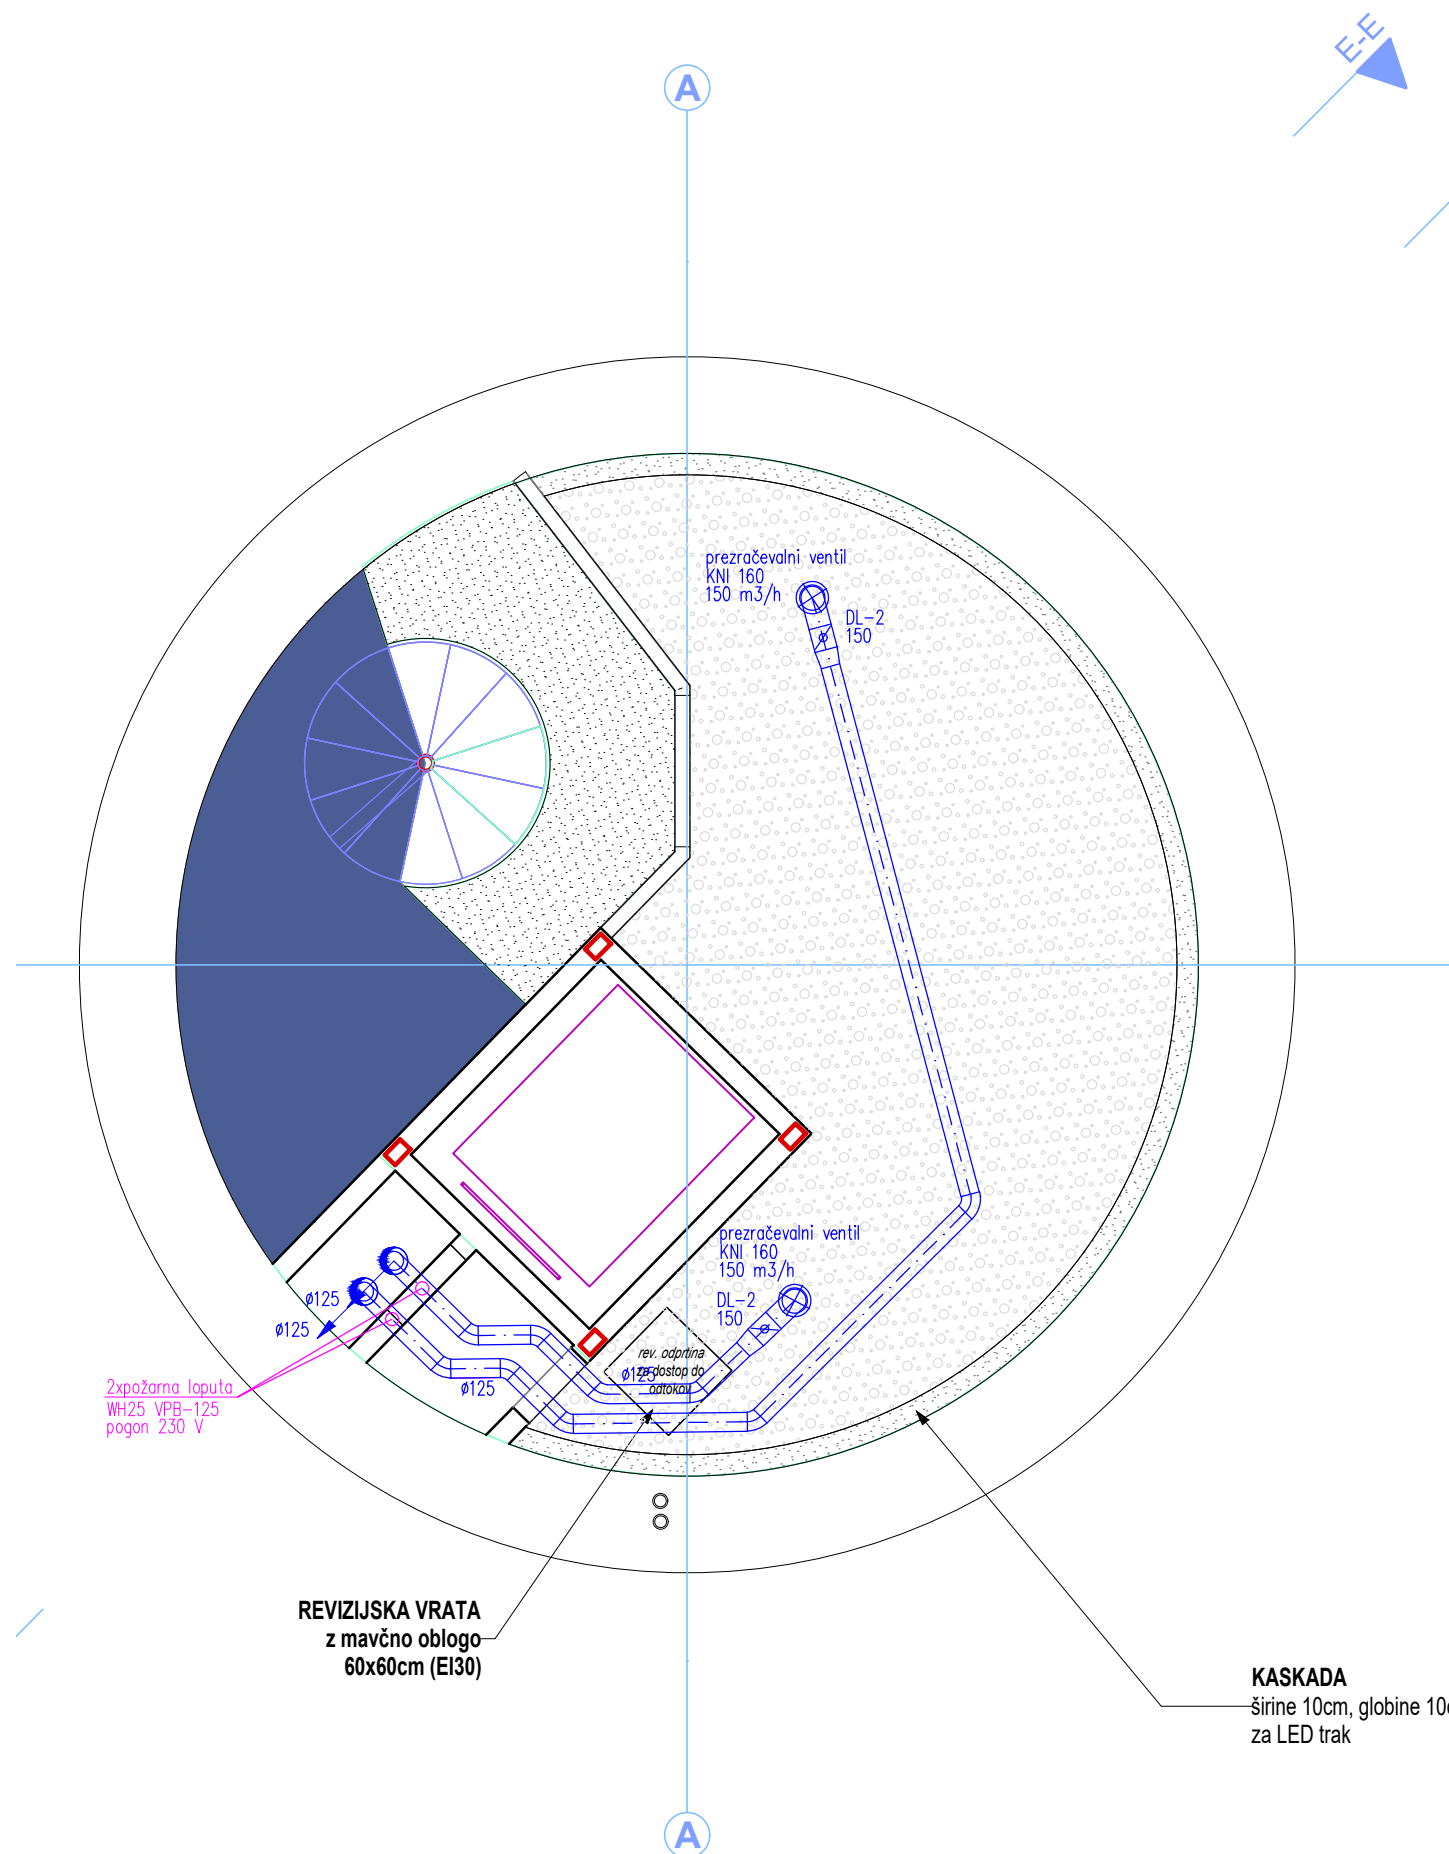 E-E
A
prezračevalni ventil
KNI 160
150 m3/h
DL-2
150
prezračevalni ventil
KNI 160
150 m3/h
DL-2
150
ø125
ø125
rev. odprtina
za dostop do
odtokov
ø125
ø125
2xpožarna loputa
WH25 VPB-125
pogon 230 V
REVIZIJSKA VRATA
z mavčno oblogo
60x60cm (EI30)
KASKADA
širine 10cm, globine 10
za LED trak
A